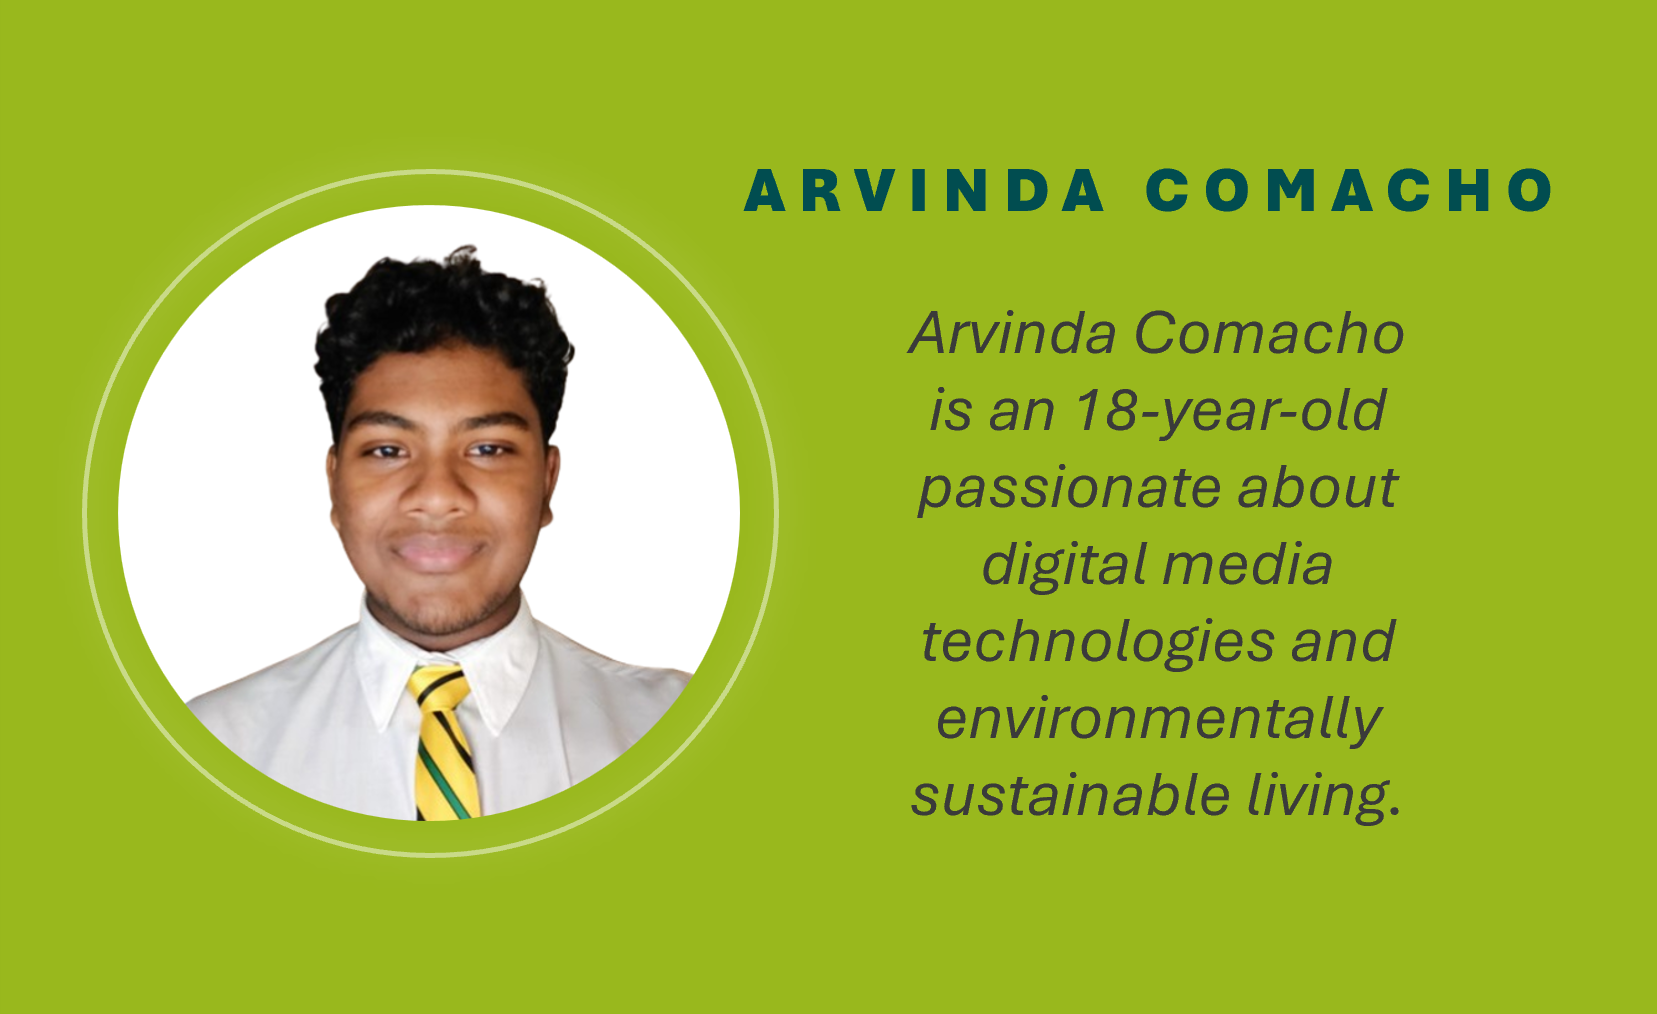 ARVINDA COMACHO
Arvinda Comacho
is an 18-year-old
passionate about
digital media
technologies and
environmentally
sustainable living.